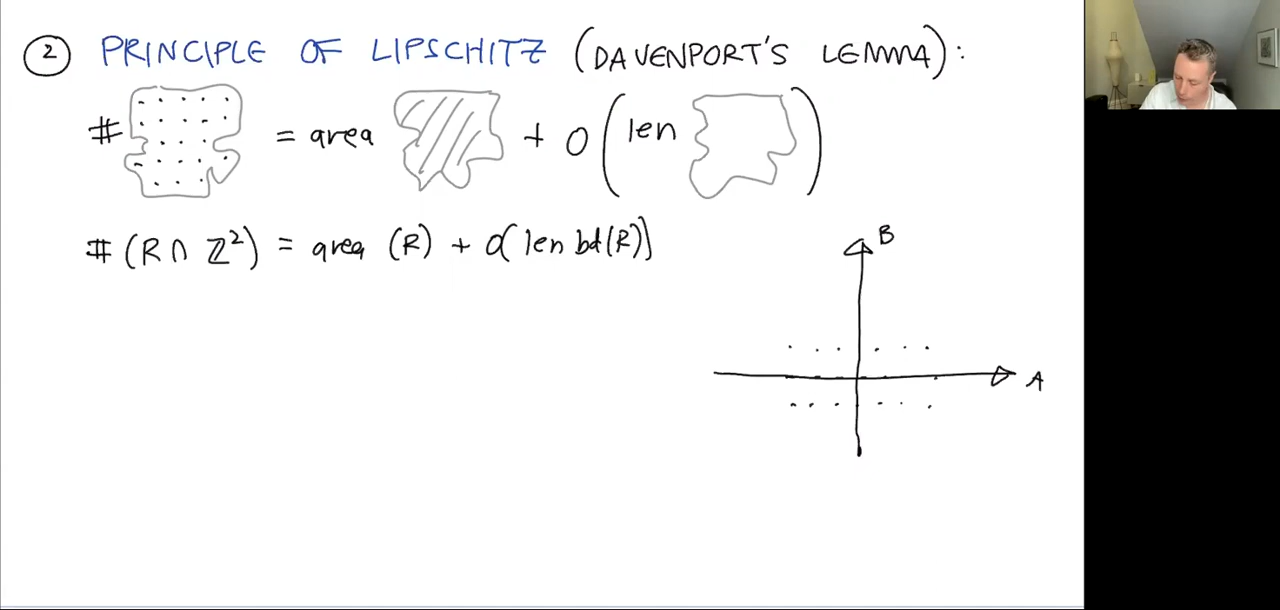 ② PRINCIPLE OF LIPSCHITZ (DAVENPORT'S LEMMA):
# = area + O(len )
# (R ∩ ℤ²) = area (R) + O(len bd(R))
B
A